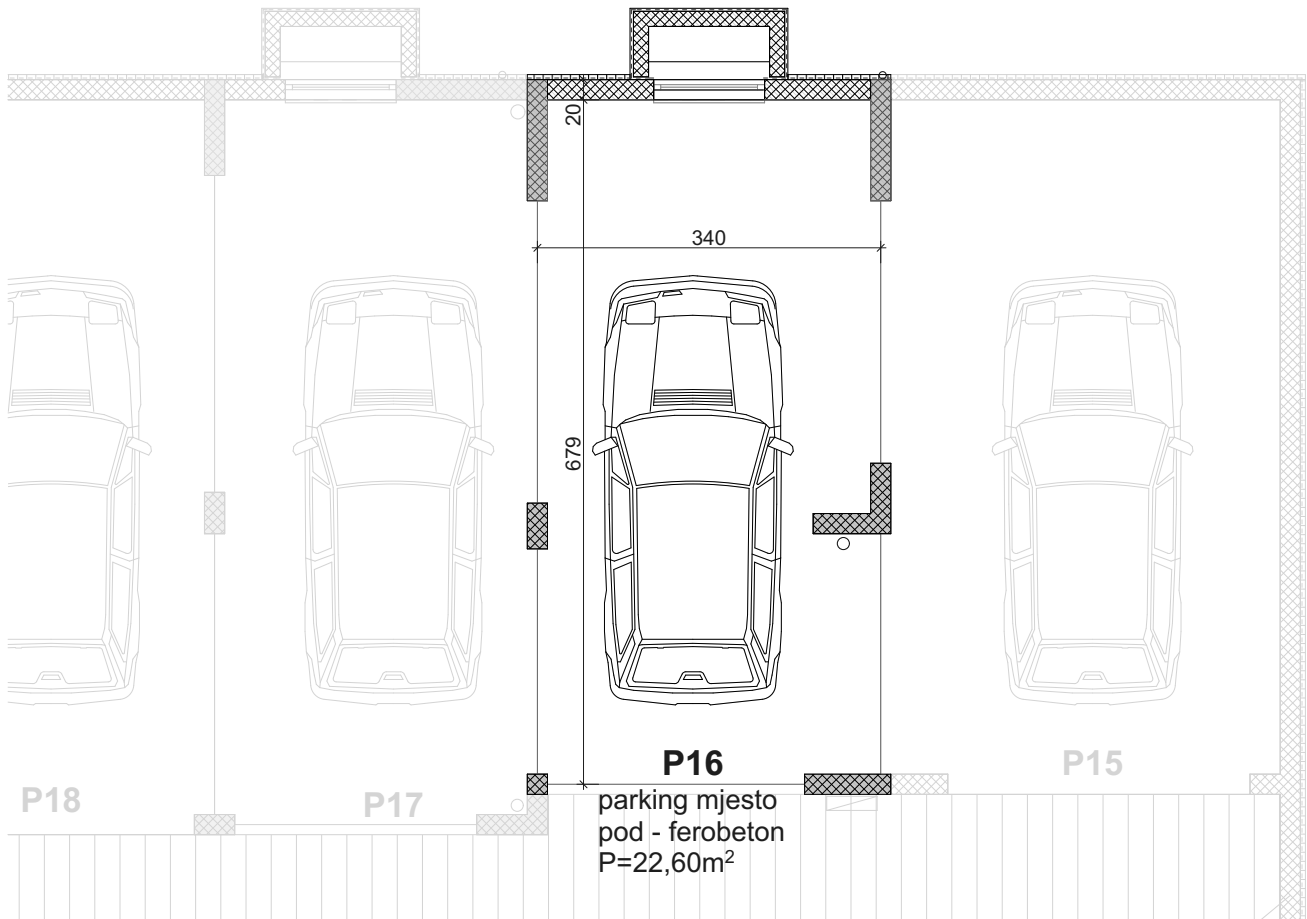 20
340
679
P16
parking mjesto
pod - ferobeton
P=22,60m²
P15
P18
P17